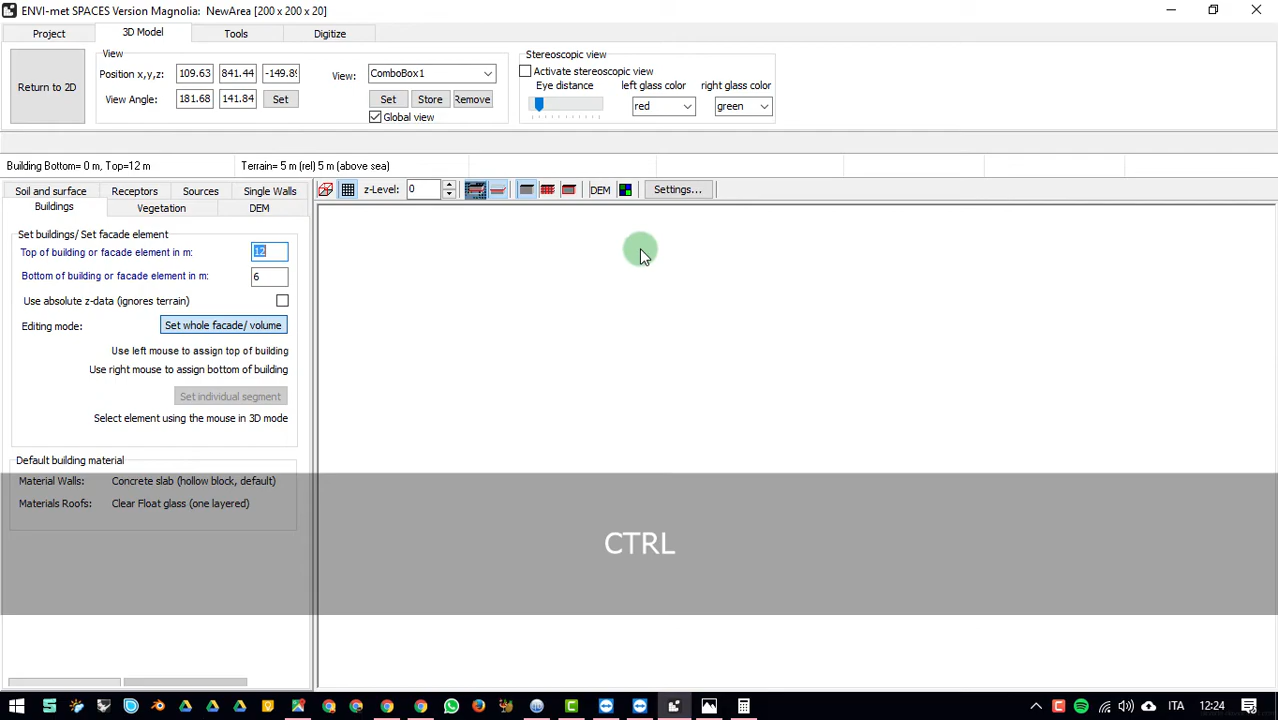 ENVI-met SPACES Version Magnolia: NewArea [200 x 200 x 20]
Project 3D Model Tools Digitize
View Stereoscopic view
Position x,y,z: 109.63 841.44 -149.89 View: ComboBox1 Activate stereoscopic view
Return to 2D Eye distance left glass color right glass color
View Angle: 181.68 141.84 Set Set Store Remove red green
Global view
Building Bottom= 0 m, Top=12 m Terrain= 5 m (rel) 5 m (above sea)
Soil and surface Receptors Sources Single Walls z-Level: 0 DEM Settings...
Buildings Vegetation DEM
Set buildings/ Set facade element
Top of building or facade element in m: 12
Bottom of building or facade element in m: 6
Use absolute z-data (ignores terrain)
Editing mode: Set whole facade/ volume
Use left mouse to assign top of building
Use right mouse to assign bottom of building
Set individual segment
Select element using the mouse in 3D mode
Default building material
Material Walls: Concrete slab (hollow block, default)
Materials Roofs: Clear Float glass (one layered)
CTRL
ITA 12:24